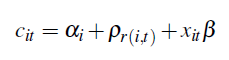 c_{it} = α_i + ρ_{r(i,t)} + x_{it}β